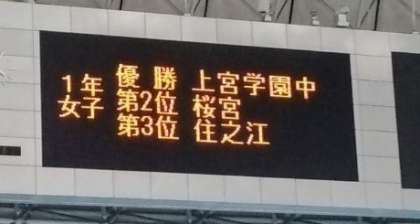 優勝 上宮学園中
1年 第2位 桜宮
女子 第3位 住之江